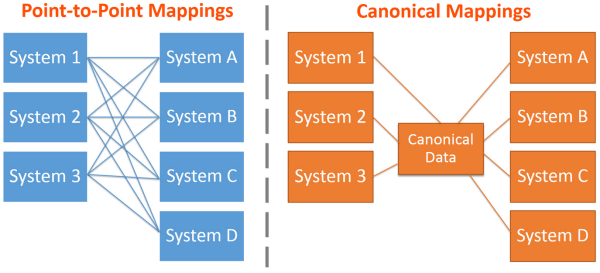 Point-to-Point Mappings
System 1
System A
System 2
System B
System 3
System C
System D
Canonical Mappings
System 1
System A
System 2
System B
Canonical
Data
System 3
System C
System D